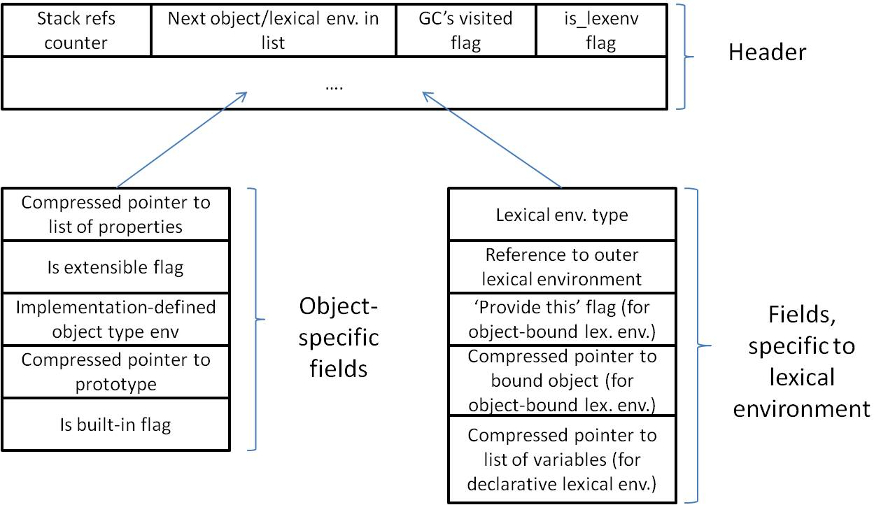 Stack refs
counter
Next object/lexical env. in
list
GC’s visited
flag
is_lexenv
flag
Header
....
Compressed pointer to
list of properties
Is extensible flag
Implementation-defined
object type env
Compressed pointer to
prototype
Is built-in flag
Object-
specific
fields
Lexical env. type
Reference to outer
lexical environment
‘Provide this’ flag (for
object-bound lex. env.)
Compressed pointer to
bound object (for
object-bound lex. env.)
Compressed pointer to
list of variables (for
declarative lexical env.)
Fields,
specific to
lexical
environment